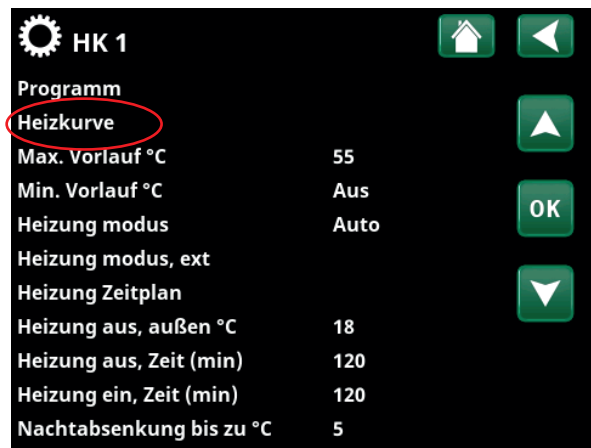 HK 1
Programm
Heizkurve
Max. Vorlauf °C 55
Min. Vorlauf °C Aus
Heizung modus Auto
OK
Heizung modus, ext
Heizung Zeitplan
Heizung aus, außen °C 18
Heizung aus, Zeit (min) 120
Heizung ein, Zeit (min) 120
Nachtabsenkung bis zu °C 5